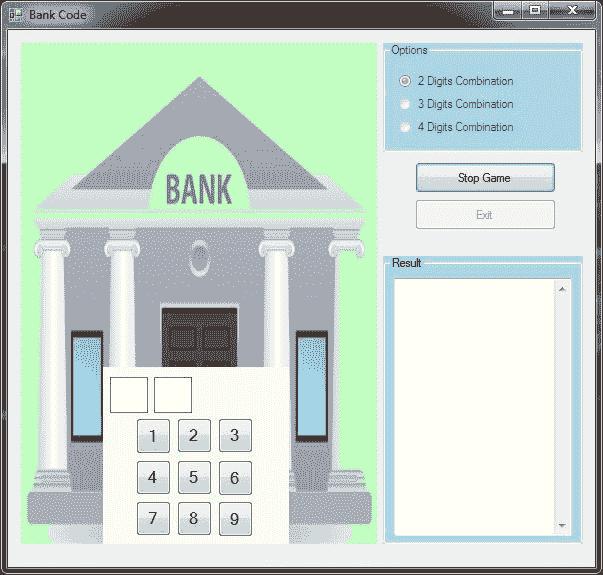 Bank Code
Options
2 Digits Combination
3 Digits Combination
4 Digits Combination
BANK
Stop Game
Exit
Result
1 2 3
4 5 6
7 8 9